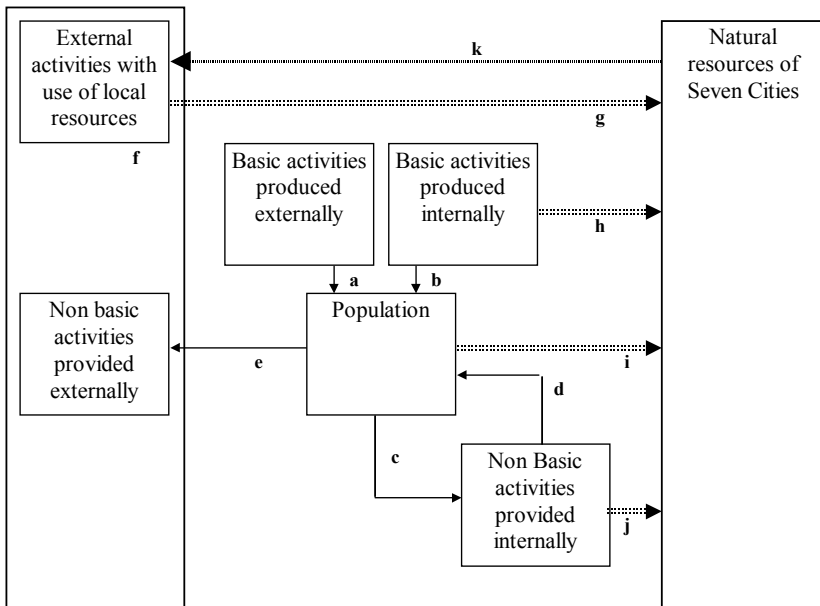 External
activities with
use of local
resources
k
Natural
resources of
Seven Cities
g
f
Basic activities
produced
externally
Basic activities
produced
internally
h
a
b
Non basic
activities
provided
externally
Population
e
i
d
c
Non Basic
activities
provided
internally
j